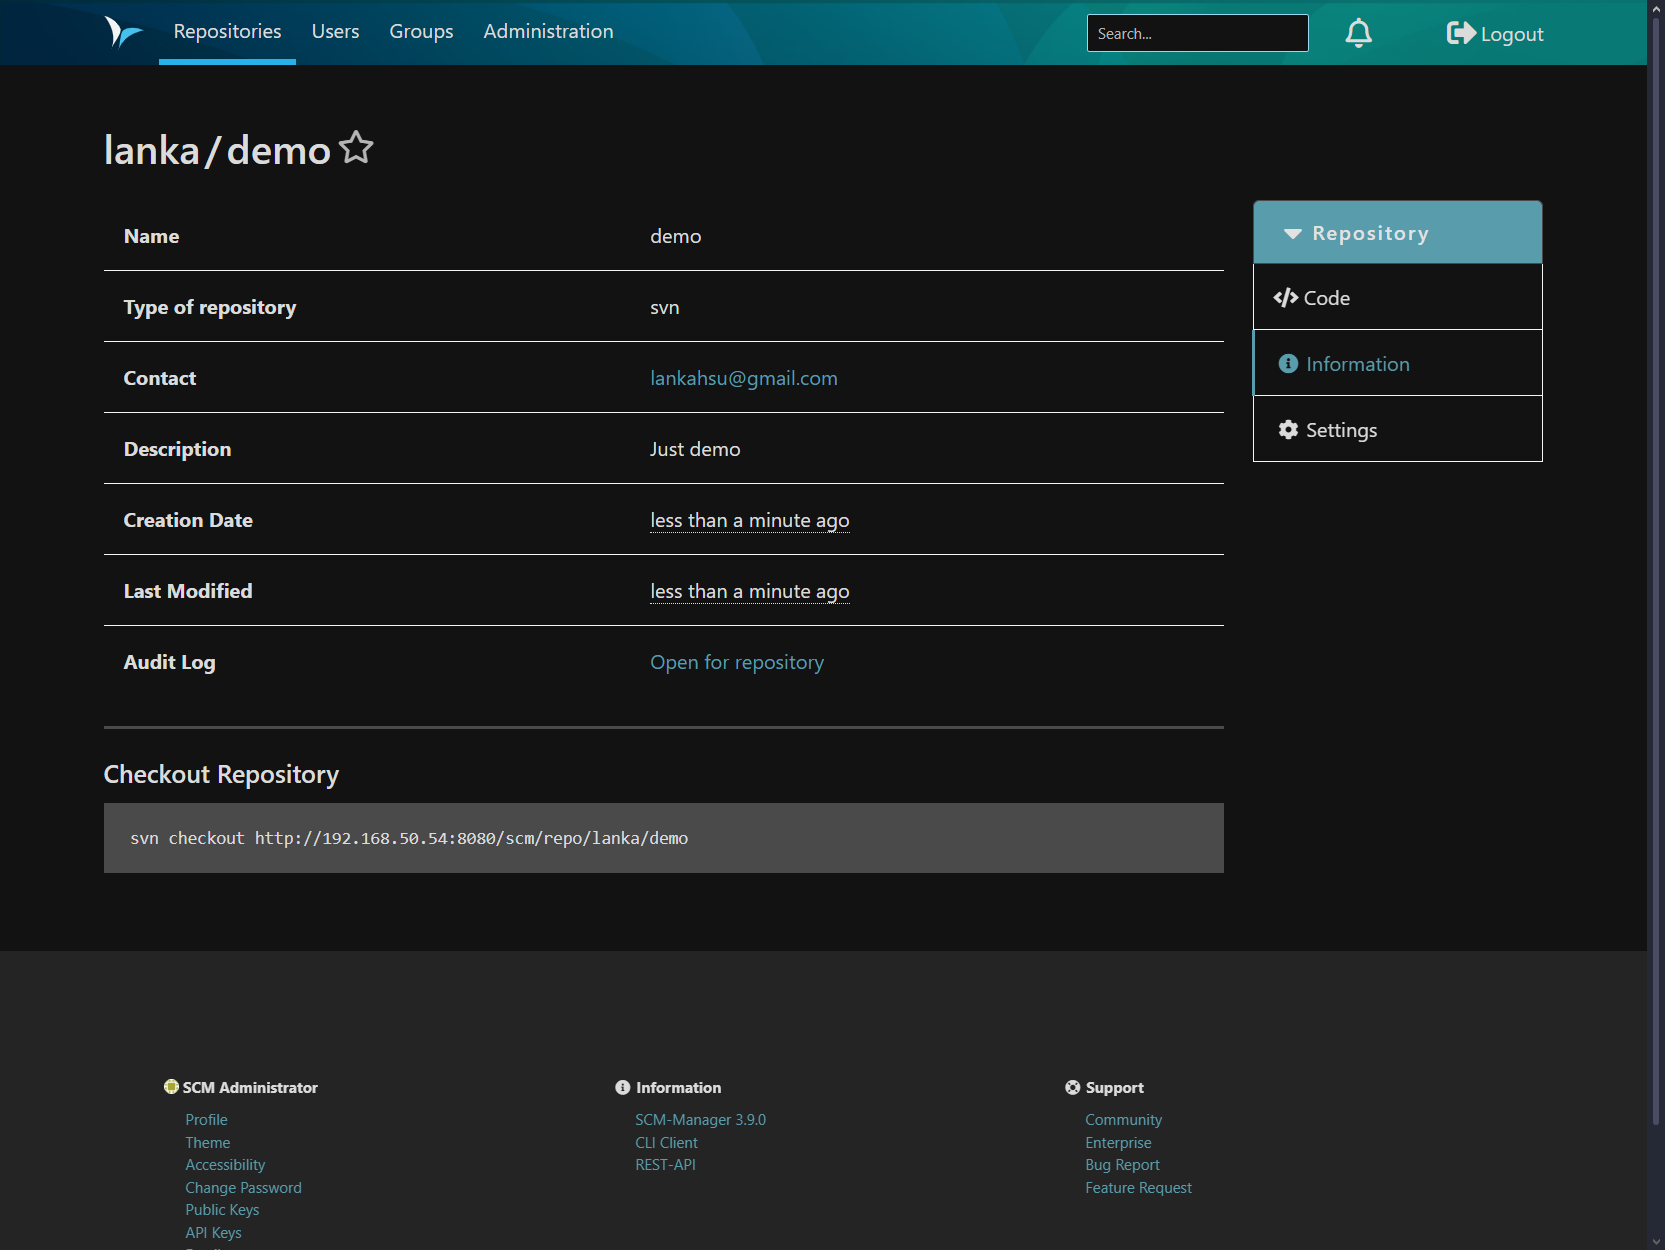 Repositories Users Groups Administration Search... Logout
lanka/demo
Name demo
Type of repository svn
Contact lankahsu@gmail.com
Description Just demo
Creation Date less than a minute ago
Last Modified less than a minute ago
Audit Log Open for repository
Repository
Code
Information
Settings
Checkout Repository
svn checkout http://192.168.50.54:8080/scm/repo/lanka/demo
SCM Administrator
Profile
Theme
Accessibility
Change Password
Public Keys
API Keys
Information
SCM-Manager 3.9.0
CLI Client
REST-API
Support
Community
Enterprise
Bug Report
Feature Request